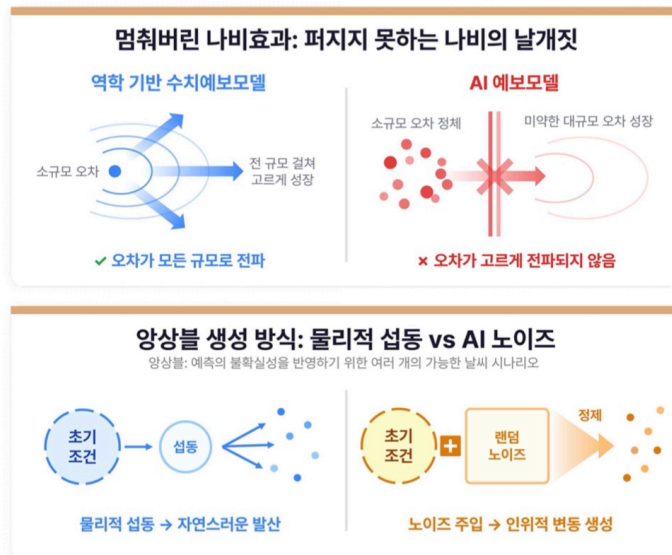 멈춰버린 나비효과: 퍼지지 못하는 나비의 날개짓
역학 기반 수치예보모델
소규모 오차
전 규모 걸쳐
고르게 성장
✓ 오차가 모든 규모로 전파
AI 예보모델
소규모 오차 정체
미약한 대규모 오차 성장
× 오차가 고르게 전파되지 않음
앙상블 생성 방식: 물리적 섭동 vs AI 노이즈
앙상블: 예측의 불확실성을 반영하기 위한 여러 개의 가능한 날씨 시나리오
초기
조건
섭동
물리적 섭동 → 자연스러운 발산
초기
조건
+
랜덤
노이즈
정제
노이즈 주입 → 인위적 변동 생성